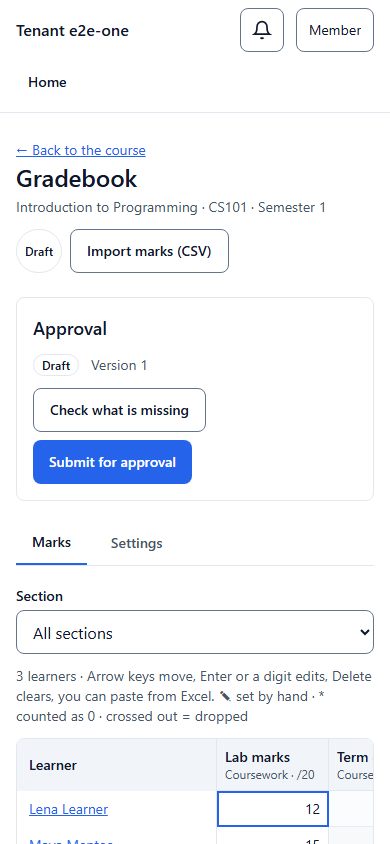 Tenant e2e-one
Member
Home
← Back to the course
Gradebook
Introduction to Programming · CS101 · Semester 1
Draft
Import marks (CSV)
Approval
Draft
Version 1
Check what is missing
Submit for approval
Marks
Settings
Section
All sections
3 learners · Arrow keys move, Enter or a digit edits, Delete
clears, you can paste from Excel. ✎ set by hand · *
counted as 0 · crossed out = dropped
Learner
Lab marks
Coursework · /20
Term
Course
Lena Learner
12